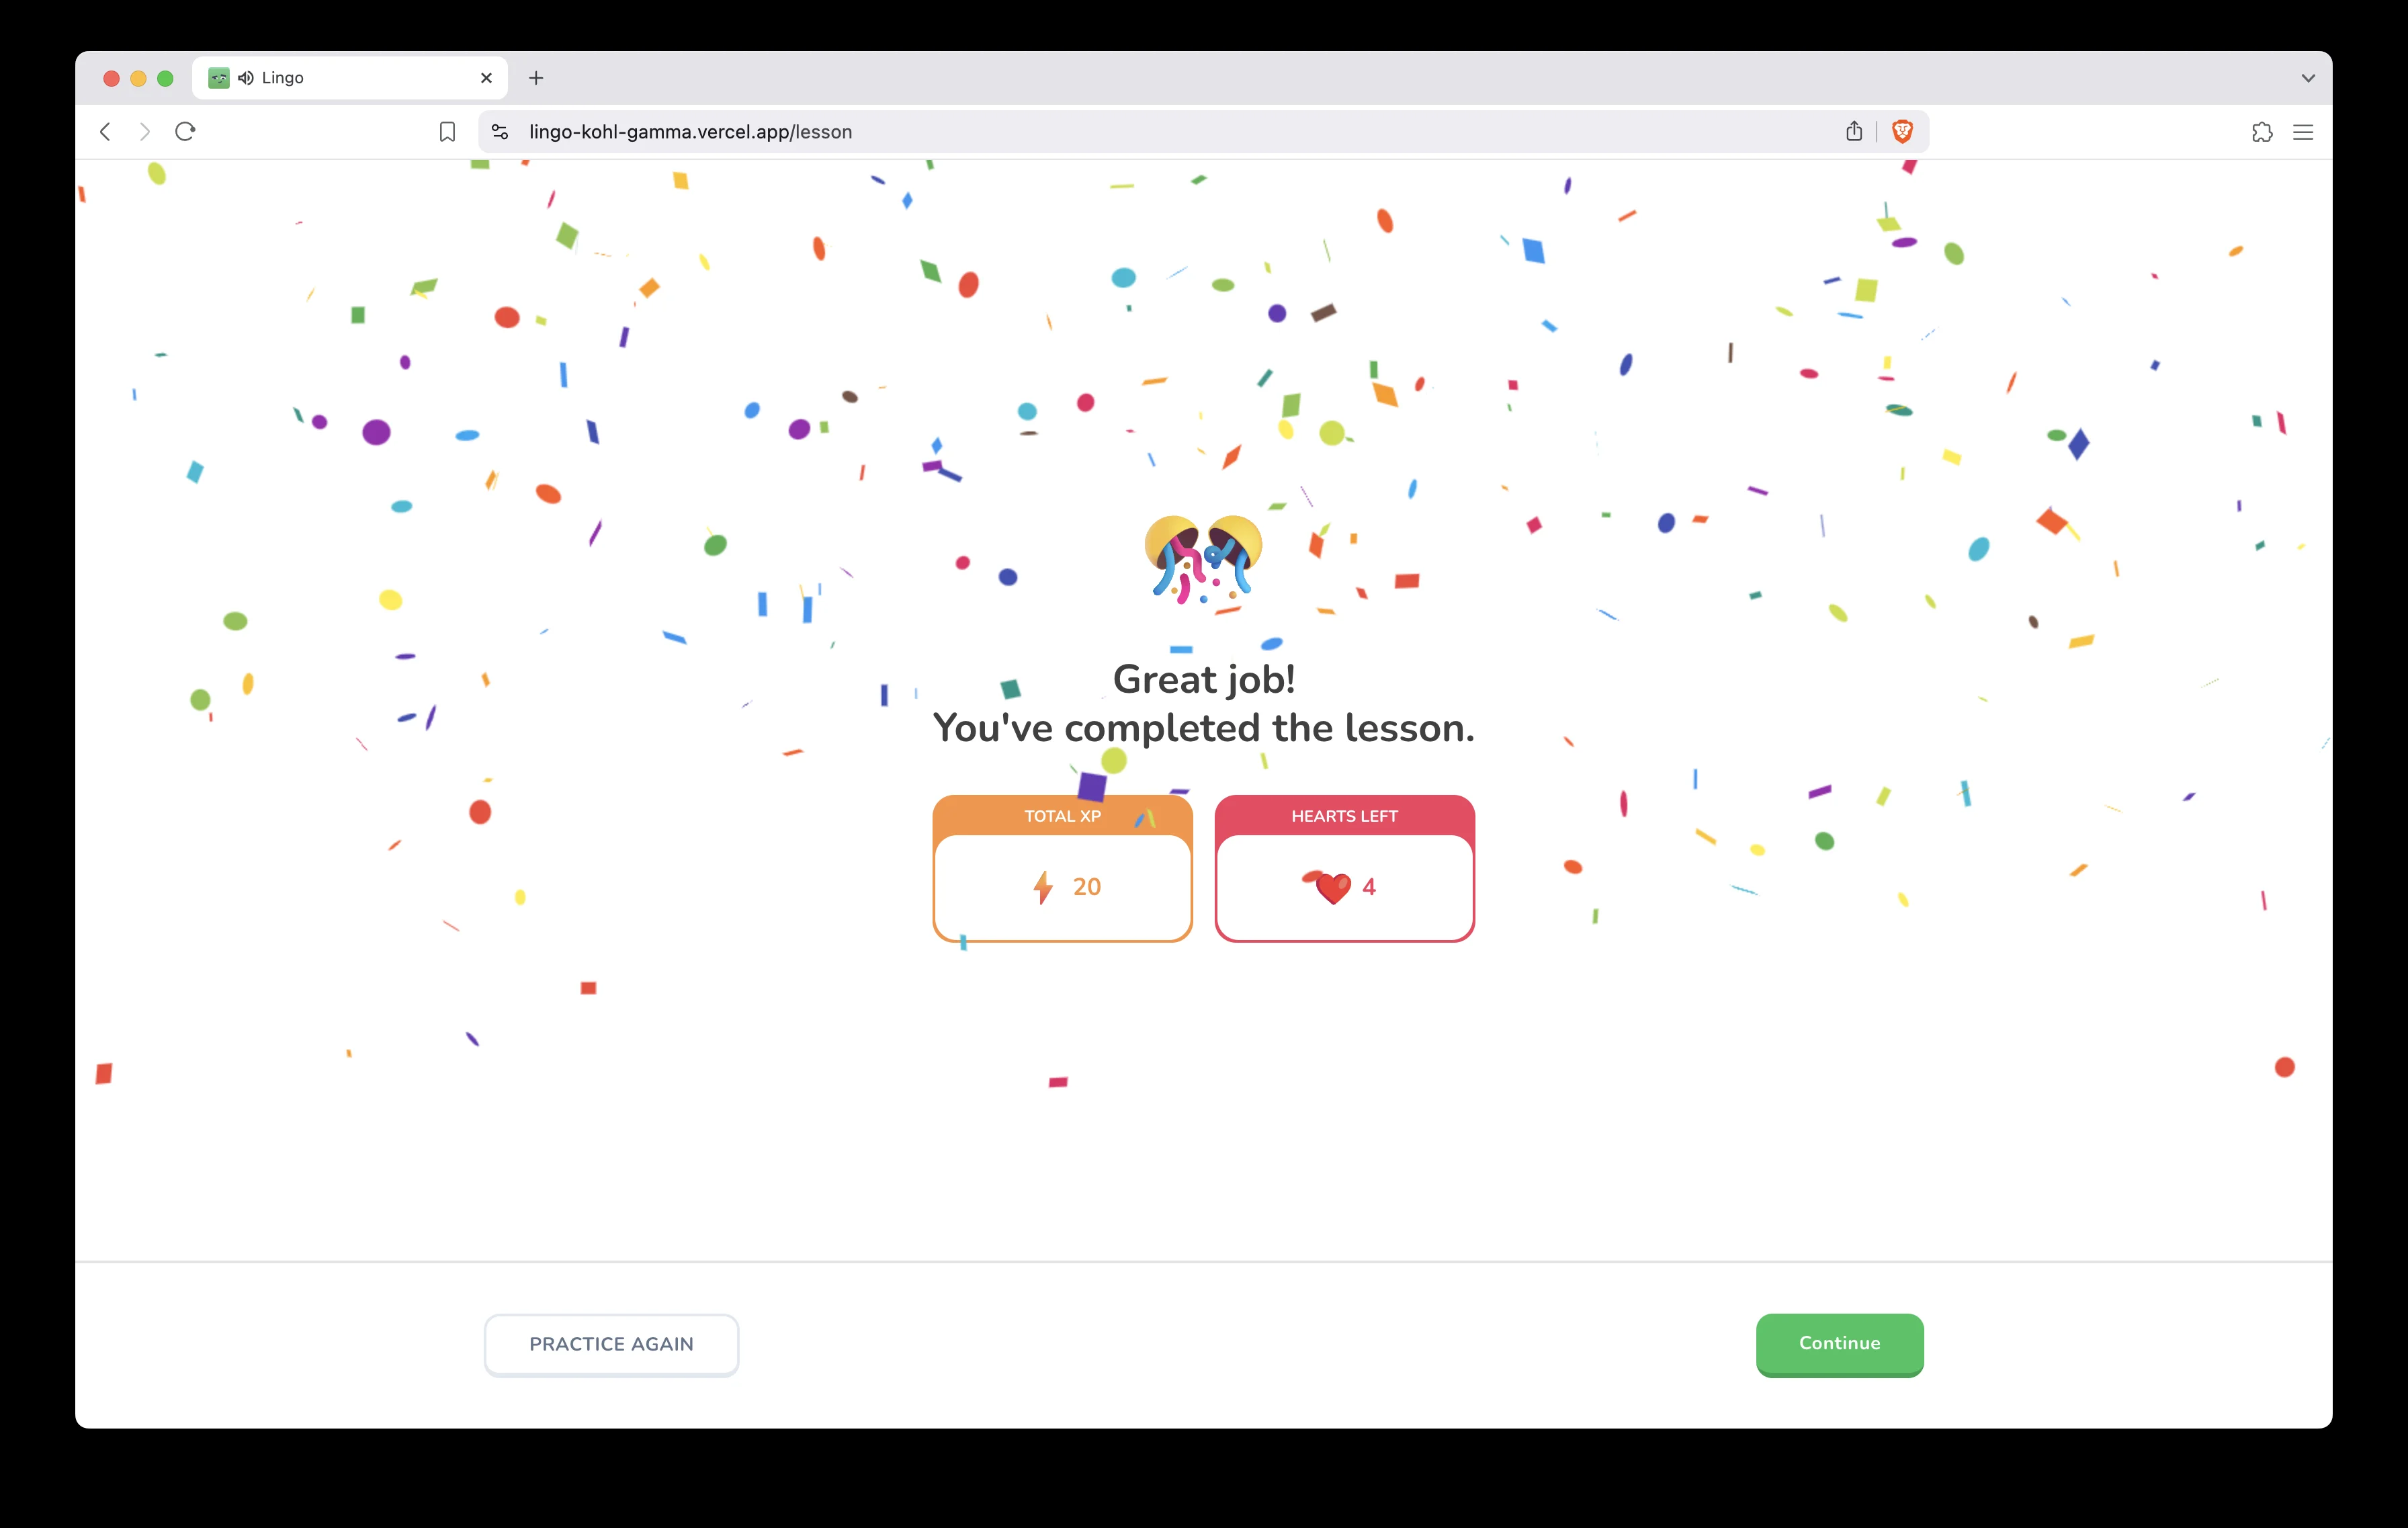 Lingo
lingo-kohl-gamma.vercel.app/lesson
Great job!
You've completed the lesson.
TOTAL XP
20
HEARTS LEFT
4
PRACTICE AGAIN
Continue